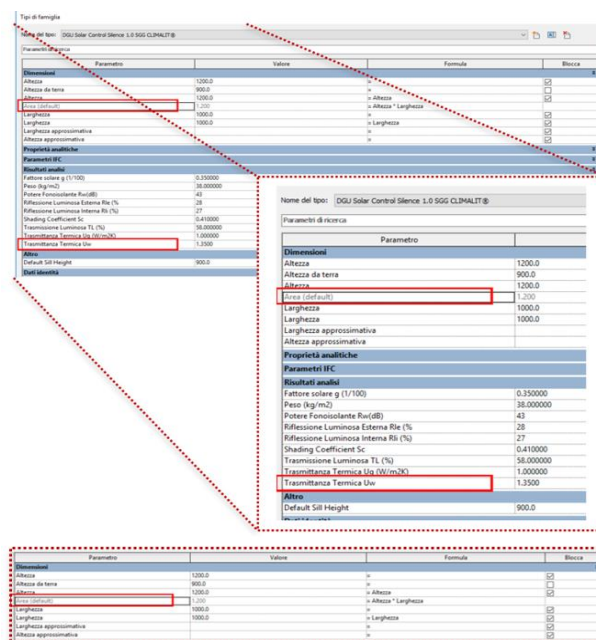 Tipi di famiglia
Nome del tipo: DGU Solar Control Silence 1.0 SGG CLIMALIT®
Parametri di ricerca
Parametro Valore Formula Blocca
Dimensioni
Altezza 1200.0 =
Altezza da terra 900.0 =
Altezza 1200.0 = Altezza
Area (default) 1.200 = Altezza * Larghezza
Larghezza 1000.0 =
Larghezza 1000.0 = Larghezza
Larghezza approssimativa =
Altezza approssimativa =
Proprietà analitiche
Parametri IFC
Risultati analisi
Fattore solare g (1/100) 0.350000
Peso (kg/m2) 38.000000
Potere Fonoisolante Rw(dB) 43
Riflessione Luminosa Esterna Rle (% 28
Riflessione Luminosa Interna Rli (%) 27
Shading Coefficient Sc 0.410000
Trasmissione Luminosa TL (%) 58.000000
Trasmittanza Termica Ug (W/m2K) 1.000000
Trasmittanza Termica Uw 1.3500
Altro
Default Sill Height 900.0
Dati identità
Nome del tipo: DGU Solar Control Silence 1.0 SGG CLIMALIT®
Parametri di ricerca
Parametro
Dimensioni
Altezza 1200.0
Altezza da terra 900.0
Altezza 1200.0
Area (default) 1.200
Larghezza 1000.0
Larghezza 1000.0
Larghezza approssimativa
Altezza approssimativa
Proprietà analitiche
Parametri IFC
Risultati analisi
Fattore solare g (1/100) 0.350000
Peso (kg/m2) 38.000000
Potere Fonoisolante Rw(dB) 43
Riflessione Luminosa Esterna Rle (% 28
Riflessione Luminosa Interna Rli (%) 27
Shading Coefficient Sc 0.410000
Trasmissione Luminosa TL (%) 58.000000
Trasmittanza Termica Ug (W/m2K) 1.000000
Trasmittanza Termica Uw 1.3500
Altro
Default Sill Height 900.0
Parametro Valore Formula Blocca
Dimensioni
Altezza 1200.0 =
Altezza da terra 900.0 =
Altezza 1200.0 = Altezza
Area (default) 1.200 = Altezza * Larghezza
Larghezza 1000.0 =
Larghezza 1000.0 = Larghezza
Larghezza approssimativa =
Altezza approssimativa =